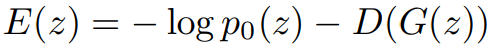 E(z) = − log p₀(z) − D(G(z))